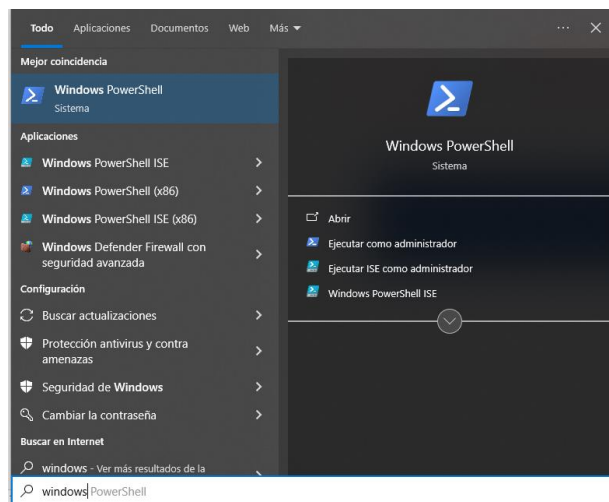 Todo Aplicaciones Documentos Web Más
Mejor coincidencia
Windows PowerShell
Sistema
Aplicaciones
Windows PowerShell ISE
Windows PowerShell (x86)
Windows PowerShell ISE (x86)
Windows Defender Firewall con
seguridad avanzada
Configuración
Buscar actualizaciones
Protección antivirus y contra
amenazas
Seguridad de Windows
Cambiar la contraseña
Buscar en Internet
windows - Ver más resultados de la
windows PowerShell
Windows PowerShell
Sistema
Abrir
Ejecutar como administrador
Ejecutar ISE como administrador
Windows PowerShell ISE